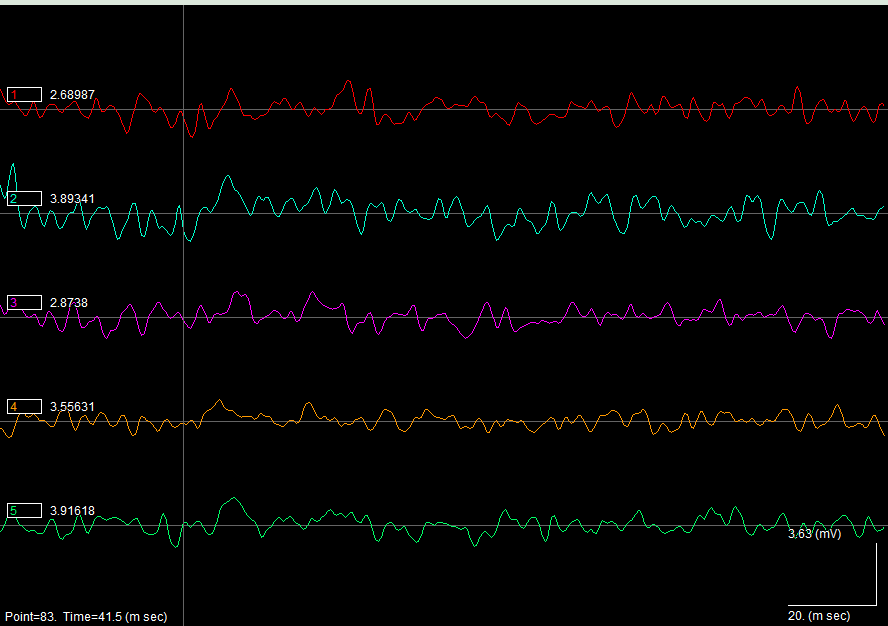 1 2.68987
2 3.89341
3 2.8738
4 3.55631
5 3.91618
3.63 (mV)
Point=83. Time=41.5 (m sec)
20. (m sec)